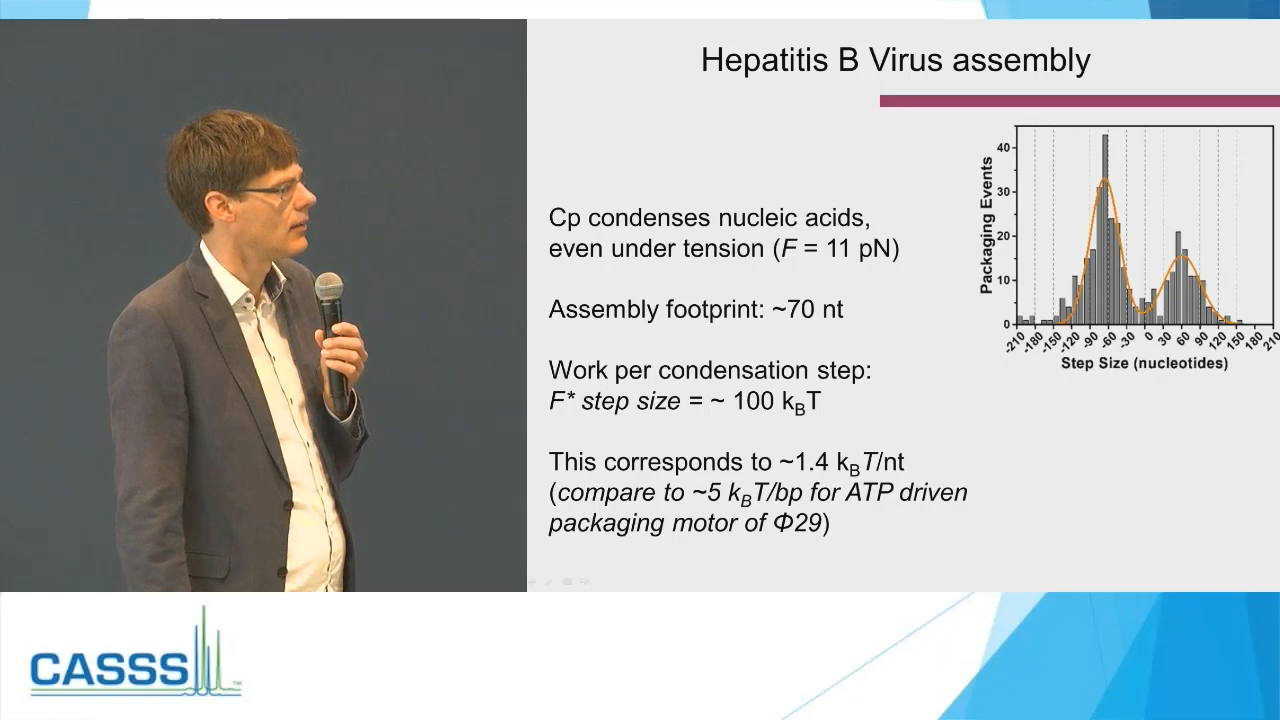 Hepatitis B Virus assembly
Cp condenses nucleic acids,
even under tension (F = 11 pN)
Assembly footprint: ~70 nt
Work per condensation step:
F* step size = ~ 100 kBT
This corresponds to ~1.4 kBT/nt
(compare to ~5 kBT/bp for ATP driven
packaging motor of Φ29)
Packaging Events
40
30
20
10
0
-210 -180 -150 -120 -90 -60 -30 0 30 60 90 120 150 180 210
Step Size (nucleotides)
CASSS
TM